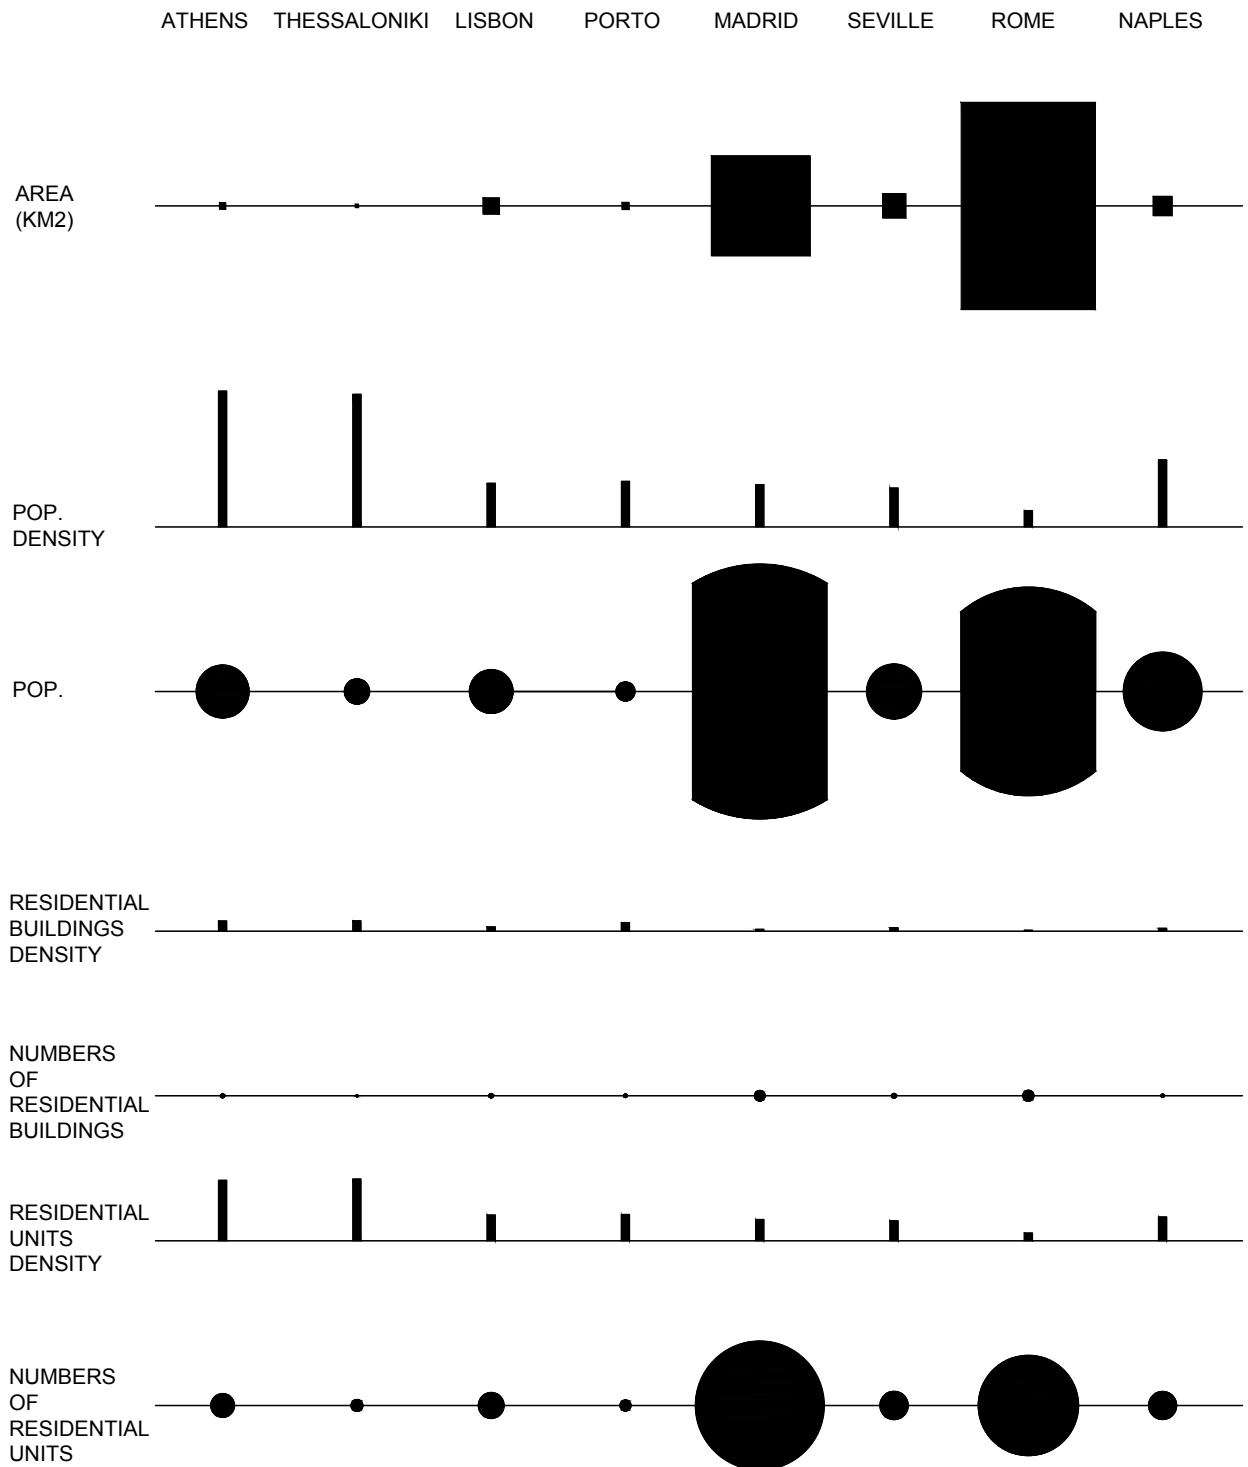 ATHENS THESSALONIKI LISBON PORTO MADRID SEVILLE ROME NAPLES
AREA
(KM2)
POP.
DENSITY
POP.
RESIDENTIAL
BUILDINGS
DENSITY
NUMBERS
OF
RESIDENTIAL
BUILDINGS
RESIDENTIAL
UNITS
DENSITY
NUMBERS
OF
RESIDENTIAL
UNITS